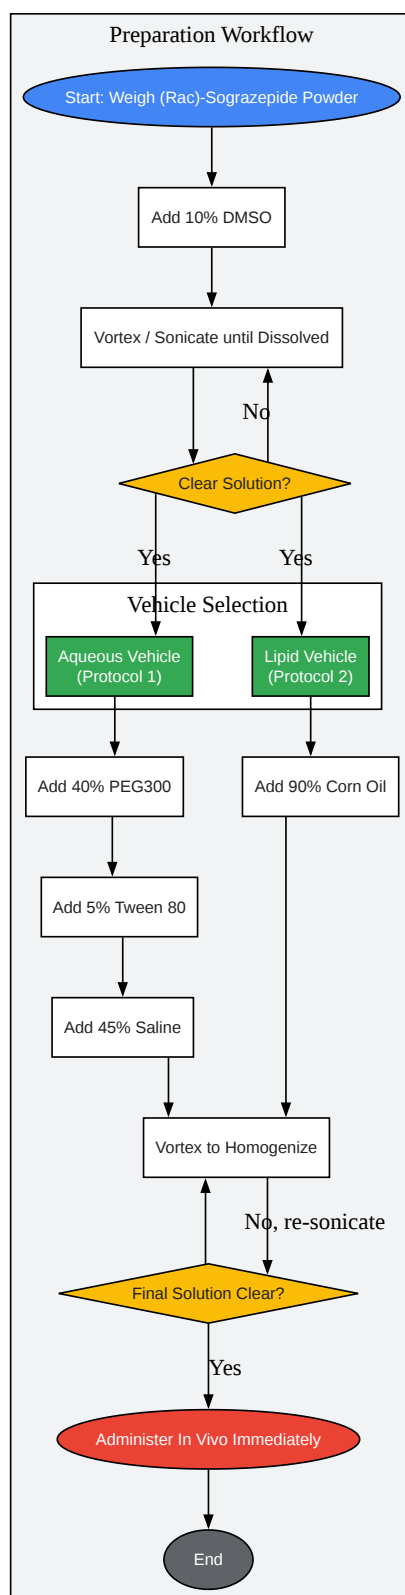 Preparation Workflow
Start: Weigh (Rac)-Sograzepide Powder
Add 10% DMSO
Vortex / Sonicate until Dissolved
No
Clear Solution?
Yes
Yes
Vehicle Selection
Aqueous Vehicle
(Protocol 1)
Lipid Vehicle
(Protocol 2)
Add 40% PEG300
Add 90% Corn Oil
Add 5% Tween 80
Add 45% Saline
Vortex to Homogenize
No, re-sonicate
Final Solution Clear?
Yes
Administer In Vivo Immediately
End